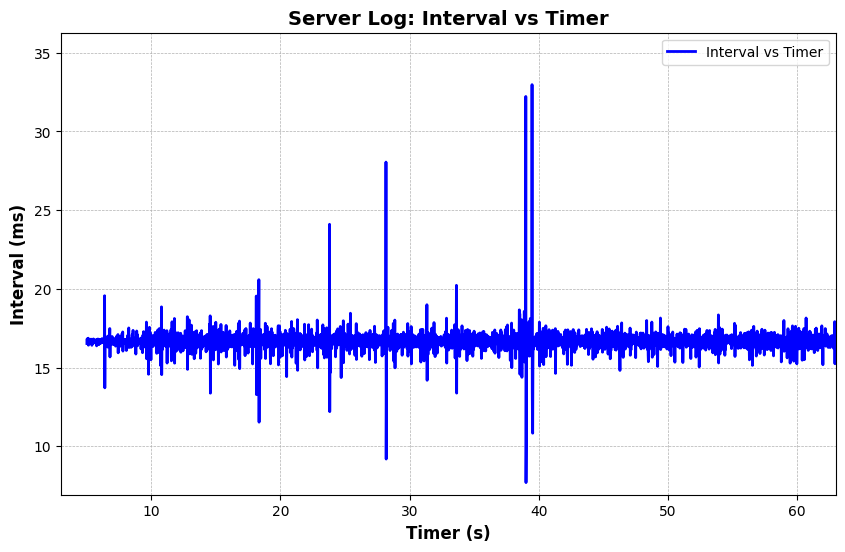 Server Log: Interval vs Timer
Interval vs Timer
35
30
25
20
15
10
Interval (ms)
10 20 30 40 50 60
Timer (s)